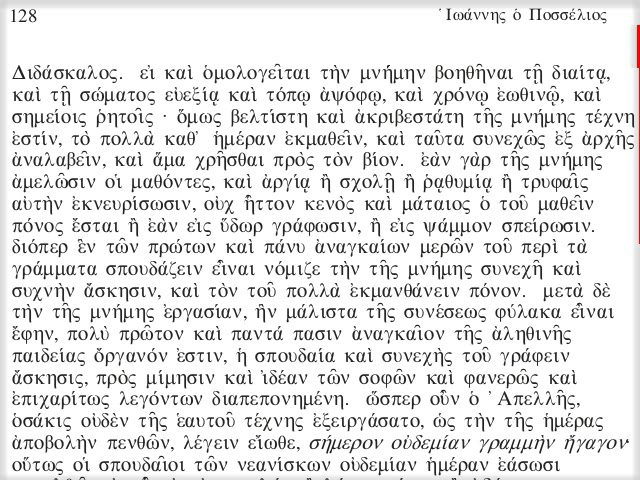 128 Ἰωάννης ὁ Ποσσέλιος
Διδάσκαλος. εἰ καὶ ὁμολογεῖται τὴν μνήμην βοηθῆναι τῇ διαίτᾳ,
καὶ τῇ σώματος εὐεξίᾳ καὶ τόπῳ ἀψόφῳ, καὶ χρόνῳ ἑωθινῷ, καὶ
σημείοις ῥητοῖς · ὅμως βελτίστη καὶ ἀκριβεστάτη τῆς μνήμης τέχνη
ἐστίν, τὸ πολλὰ καθ’ ἡμέραν ἐκμαθεῖν, καὶ ταῦτα συνεχῶς ἐξ ἀρχῆς
ἀναλαβεῖν, καὶ ἅμα χρῆσθαι πρὸς τὸν βίον. ἐὰν γὰρ τῆς μνήμης
ἀμελῶσιν οἱ μαθόντες, καὶ ἀργίᾳ ἢ σχολῇ ἢ ῥᾳθυμίᾳ ἢ τρυφαῖς
αὐτὴν ἐκνευρίσωσιν, οὐχ ἧττον κενὸς καὶ μάταιος ὁ τοῦ μαθεῖν
πόνος ἔσται ἢ ἐὰν εἰς ὕδωρ γράφωσιν, ἢ εἰς ψάμμον σπείρωσιν.
διόπερ ἓν τῶν πρώτων καὶ πάνυ ἀναγκαίων μερῶν τοῦ περὶ τὰ
γράμματα σπουδάζειν εἶναι νόμιζε τὴν τῆς μνήμης συνεχῆ καὶ
συχνὴν ἄσκησιν, καὶ τὸν τοῦ πολλὰ ἐκμανθάνειν πόνον. μετὰ δὲ
τὴν τῆς μνήμης ἐργασίαν, ἣν μάλιστα τῆς συνέσεως φύλακα εἶναι
ἔφην, πολὺ πρῶτον καὶ παντά πασιν ἀναγκαῖον τῆς ἀληθινῆς
παιδείας ὄργανόν ἐστιν, ἡ σπουδαία καὶ συνεχὴς τοῦ γράφειν
ἄσκησις, πρὸς μίμησιν καὶ ἰδέαν τῶν σοφῶν καὶ φανερῶς καὶ
ἐπιχαρίτως λεγόντων διαπεπονημένη. ὥσπερ οὖν ὁ Ἀπελλῆς,
ὁσάκις οὐδὲν τῆς ἑαυτοῦ τέχνης ἐξειργάσατο, ὡς τὴν τῆς ἡμέρας
ἀποβολὴν πενθῶν, λέγειν εἴωθε, σήμερον οὐδεμίαν γραμμὴν ἤγαγον·
οὕτως οἱ σπουδαῖοι τῶν νεανίσκων οὐδεμίαν ἡμέραν ἐάσωσι